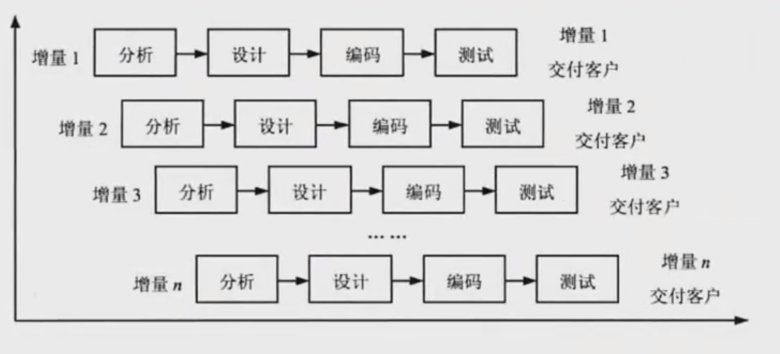 增量 1 分析 设计 编码 测试 增量 1
交付客户
增量 2 分析 设计 编码 测试 增量 2
交付客户
增量 3 分析 设计 编码 测试 增量 3
交付客户
... ...
增量 n 分析 设计 编码 测试 增量 n
交付客户